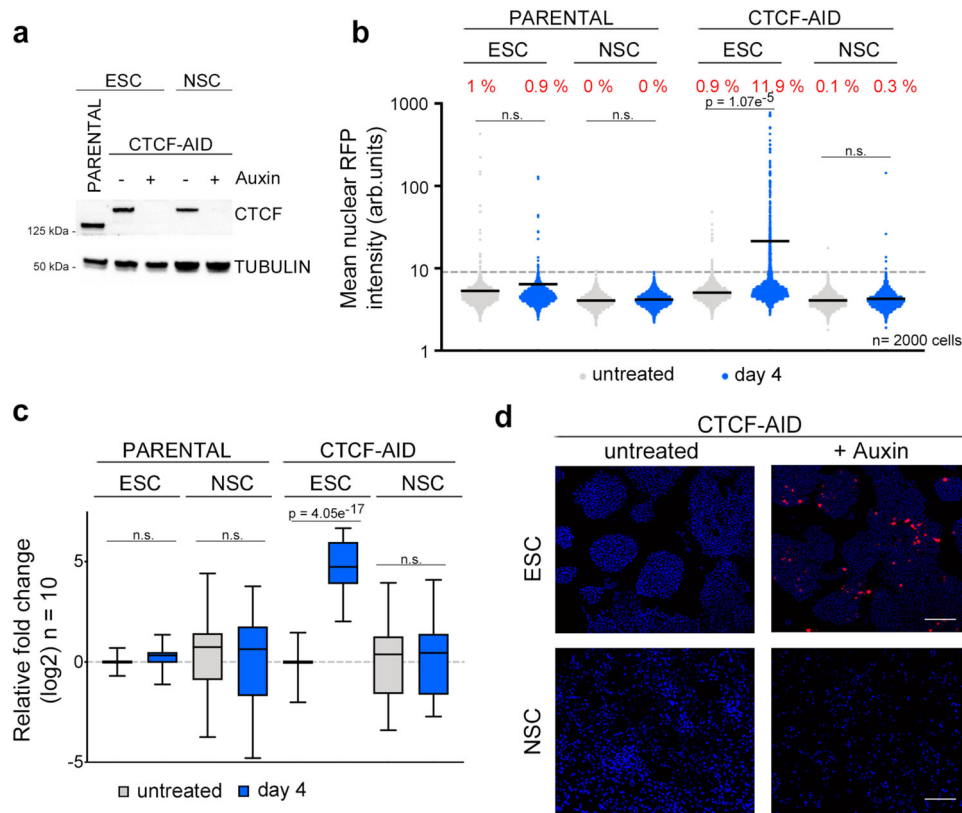 a
ESC NSC
PARENTAL
CTCF-AID
- + - + Auxin
CTCF
125 kDa -
50 kDa -
TUBULIN
b
PARENTAL CTCF-AID
ESC NSC ESC NSC
1 % 0.9 % 0 % 0 % 0.9 % 11.9 % 0.1 % 0.3 %
n.s. n.s. p = 1.07e-5 n.s.
Mean nuclear RFP
intensity (arb.units)
1000
100
10
1
n= 2000 cells
untreated day 4
c
PARENTAL CTCF-AID
ESC NSC ESC NSC
n.s. n.s. p = 4.05e-17 n.s.
Relative fold change
(log2) n = 10
5
0
-5
untreated day 4
d
CTCF-AID
untreated + Auxin
ESC
NSC